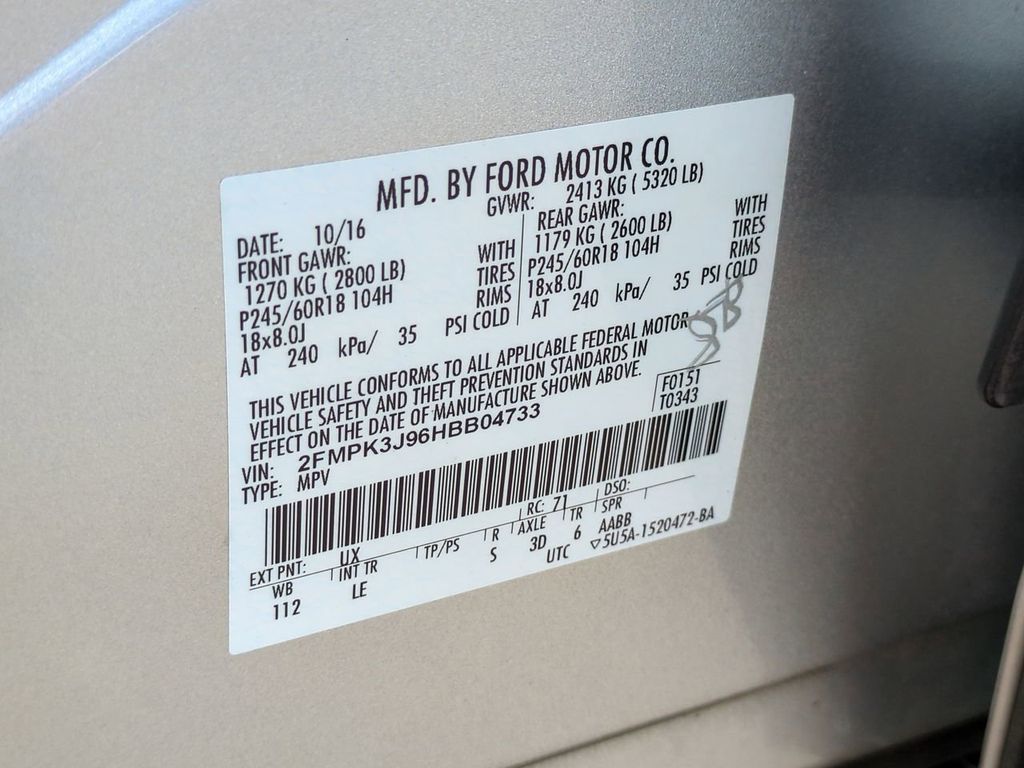 MFD. BY FORD MOTOR CO.
DATE: 10/16 GVWR: 2413 KG ( 5320 LB)
FRONT GAWR: REAR GAWR:
1270 KG ( 2800 LB) WITH 1179 KG ( 2600 LB) WITH
P245/60R18 104H TIRES P245/60R18 104H TIRES
18x8.0J RIMS 18x8.0J RIMS
AT 240 kPa/ 35 PSI COLD AT 240 kPa/ 35 PSI COLD
THIS VEHICLE CONFORMS TO ALL APPLICABLE FEDERAL MOTOR
VEHICLE SAFETY AND THEFT PREVENTION STANDARDS IN
EFFECT ON THE DATE OF MANUFACTURE SHOWN ABOVE.
F0151
T0343
VIN: 2FMPK3J96HBB04733
TYPE: MPV
EXT PNT: UX RC: 71 DSO:
WB INT TR TP/PS R AXLE TR SPR
112 LE S 3D 6 AABB
UTC ▽5U5A-1520472-BA